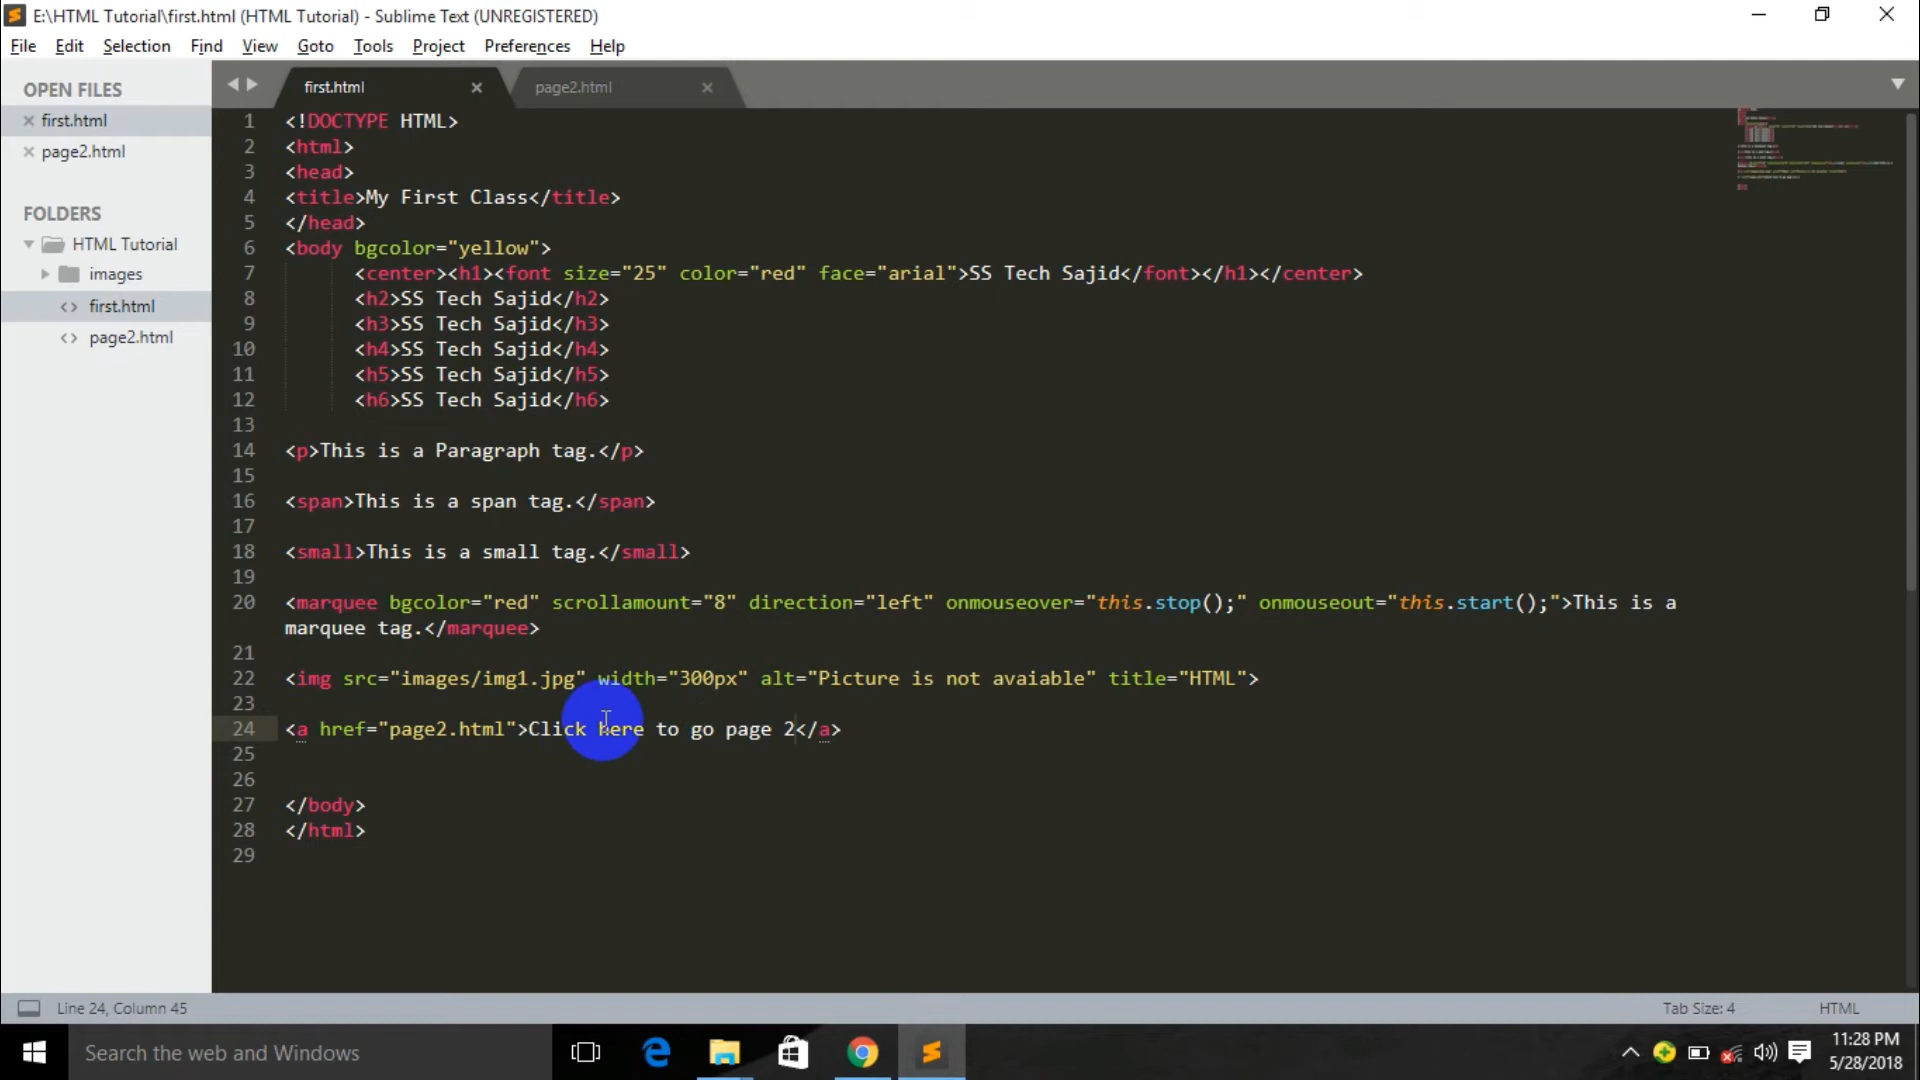 E:\HTML Tutorial\first.html (HTML Tutorial) - Sublime Text (UNREGISTERED)
File Edit Selection Find View Goto Tools Project Preferences Help
OPEN FILES
first.html
page2.html
FOLDERS
HTML Tutorial
images
first.html
page2.html
first.html page2.html
1 <!DOCTYPE HTML>
2 <html>
3 <head>
4 <title>My First Class</title>
5 </head>
6 <body bgcolor="yellow">
7 <center><h1><font size="25" color="red" face="arial">SS Tech Sajid</font></h1></center>
8 <h2>SS Tech Sajid</h2>
9 <h3>SS Tech Sajid</h3>
10 <h4>SS Tech Sajid</h4>
11 <h5>SS Tech Sajid</h5>
12 <h6>SS Tech Sajid</h6>
13
14 <p>This is a Paragraph tag.</p>
15
16 <span>This is a span tag.</span>
17
18 <small>This is a small tag.</small>
19
20 <marquee bgcolor="red" scrollamount="8" direction="left" onmouseover="this.stop();" onmouseout="this.start();">This is a
marquee tag.</marquee>
21
22 <img src="images/img1.jpg" width="300px" alt="Picture is not avaiable" title="HTML">
23
24 <a href="page2.html">Click here to go page 2</a>
25
26
27 </body>
28 </html>
29
Line 24, Column 45 Tab Size: 4 HTML
Search the web and Windows
11:28 PM
5/28/2018